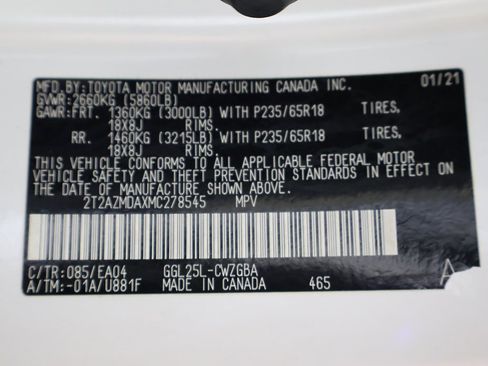 MFD.BY:TOYOTA MOTOR MANUFACTURING CANADA INC. 01/21
GVWR:2660KG (5860LB)
GAWR:FRT. 1360KG (3000LB) WITH P235/65R18 TIRES,
18X8J RIMS,
RR. 1460KG (3215LB) WITH P235/65R18 TIRES,
18X8J RIMS.
THIS VEHICLE CONFORMS TO ALL APPLICABLE FEDERAL MOTOR
VEHICLE SAFETY AND THEFT PREVENTION STANDARDS IN EFFECT ON
THE DATE OF MANUFACTURE SHOWN ABOVE.
2T2AZMDAXMC278545 MPV
C/TR:085/EA04 GGL25L-CWZGBA A
A/TM:-01A/U881F MADE IN CANADA 465